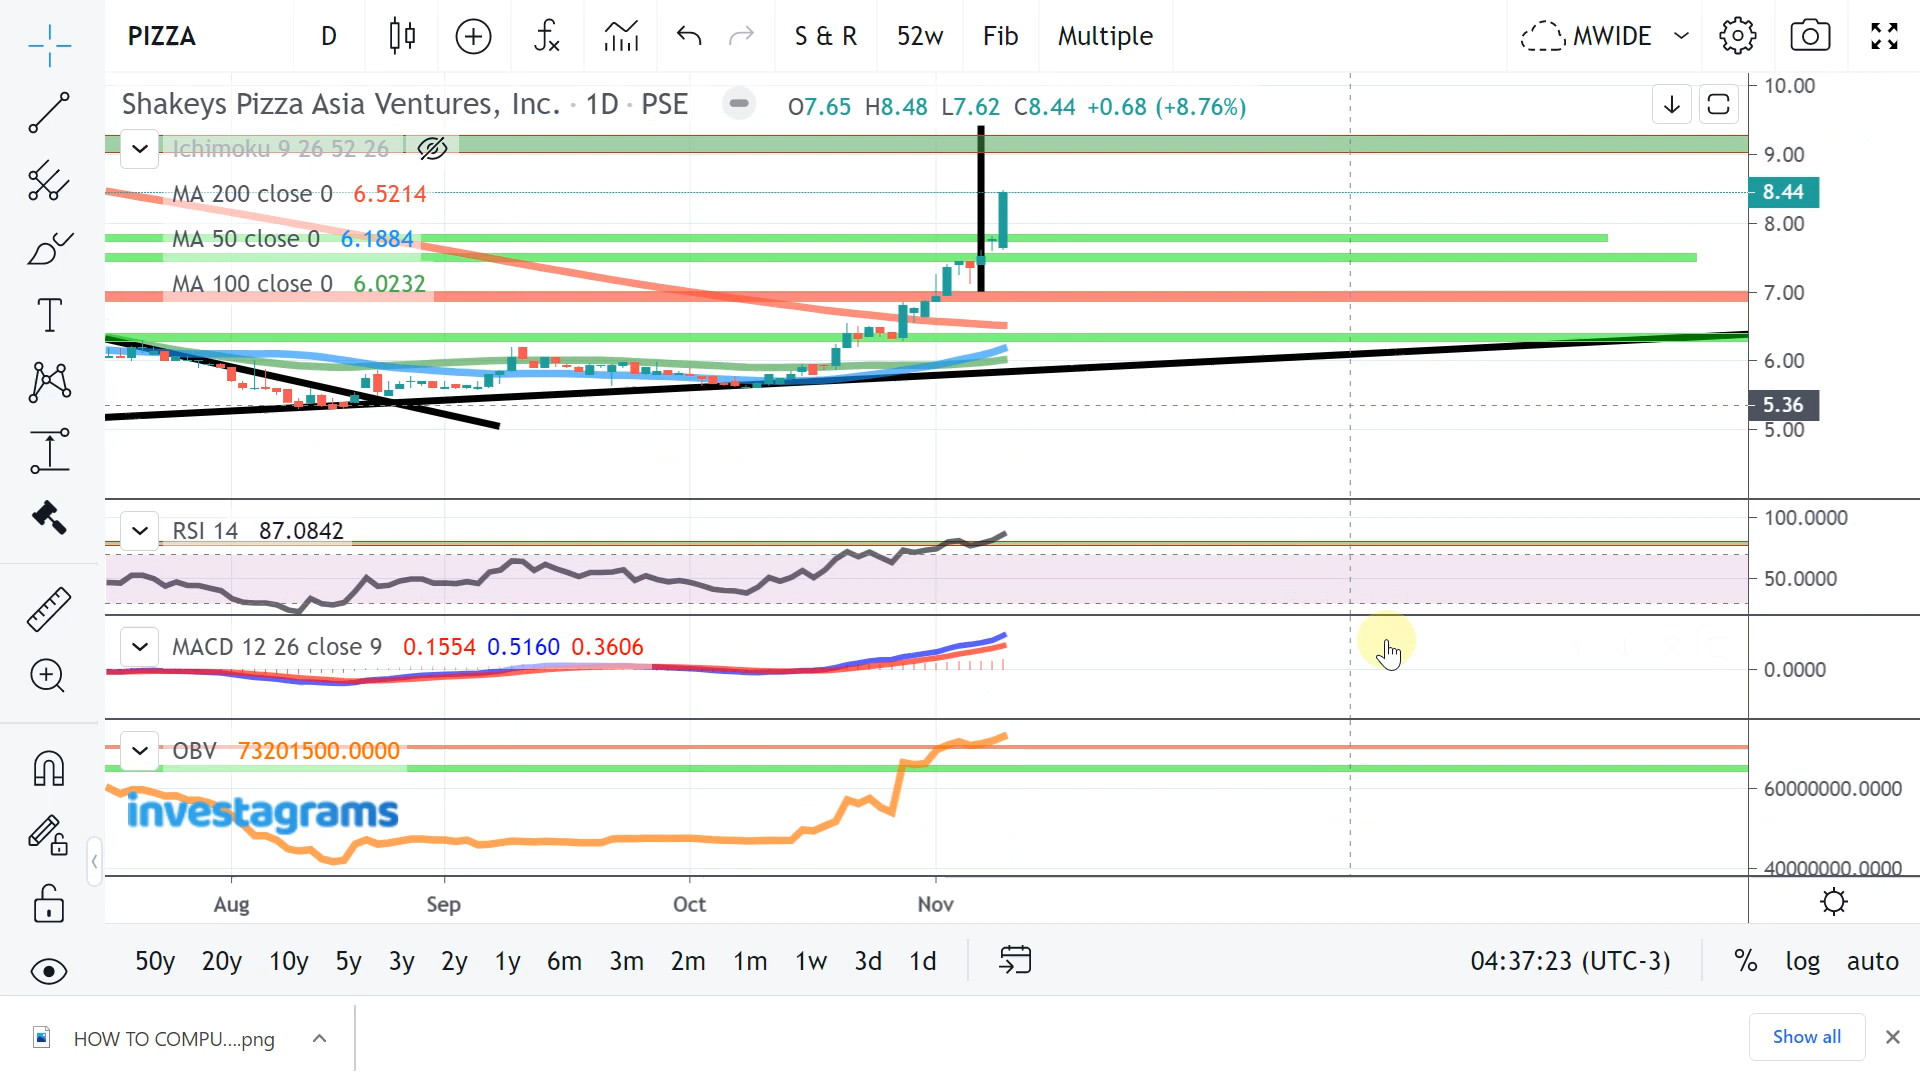 PIZZA D S & R 52w Fib Multiple MWIDE
Shakeys Pizza Asia Ventures, Inc. · 1D · PSE O7.65 H8.48 L7.62 C8.44 +0.68 (+8.76%)
Ichimoku 9 26 52 26
MA 200 close 0 6.5214
MA 50 close 0 6.1884
MA 100 close 0 6.0232
10.00
9.00
8.44
8.00
7.00
6.00
5.36
5.00
RSI 14 87.0842
100.0000
50.0000
MACD 12 26 close 9 0.1554 0.5160 0.3606
0.0000
OBV 73201500.0000
60000000.0000
40000000.0000
investagrams
Aug Sep Oct Nov
50y 20y 10y 5y 3y 2y 1y 6m 3m 2m 1m 1w 3d 1d 04:37:23 (UTC-3) % log auto
HOW TO COMPU....png Show all